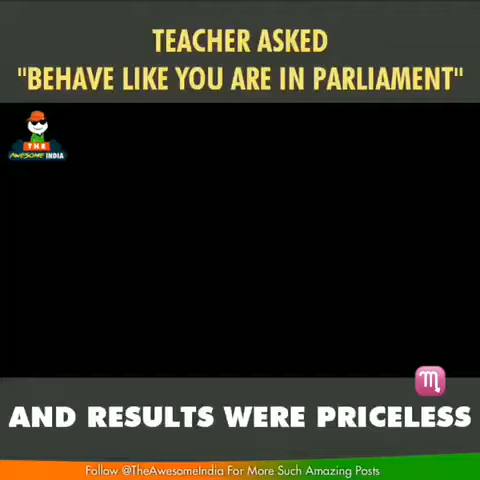 TEACHER ASKED
"BEHAVE LIKE YOU ARE IN PARLIAMENT"
THE
AWESOME INDIA
AND RESULTS WERE PRICELESS
Follow @TheAwesomeIndia For More Such Amazing Posts